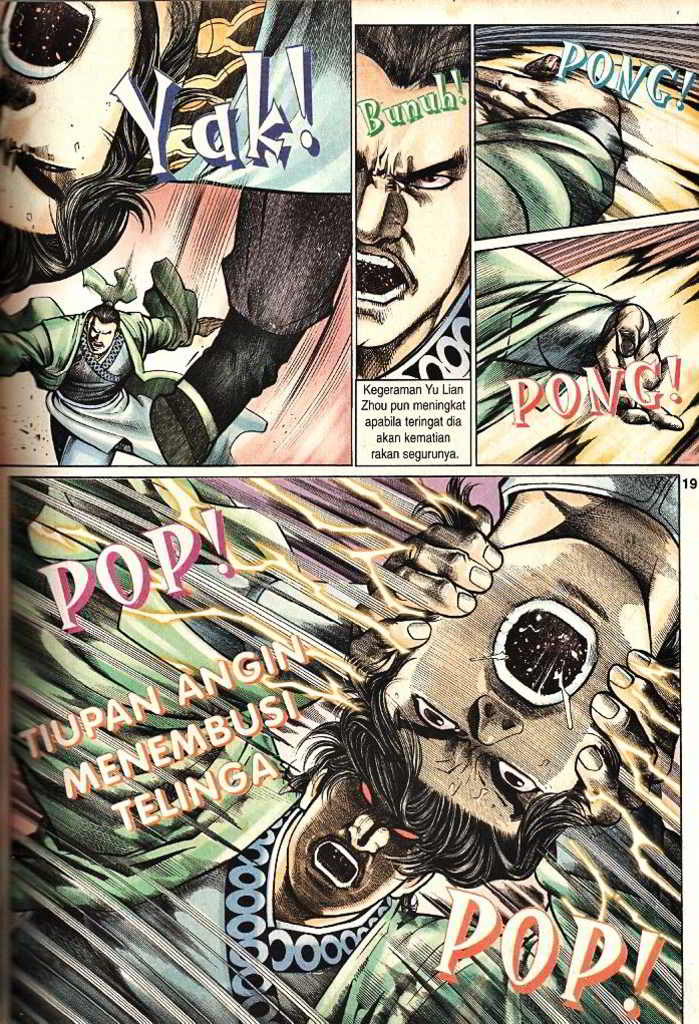 Yak!
Bunuh!
PONG!
Kegeraman Yu Lian
Zhou pun meningkat
apabila teringat dia
akan kematian
rakan segurunya.
PONG!
19
POP!
TIUPAN ANGIN
MENEMBUSI
TELINGA
POP!